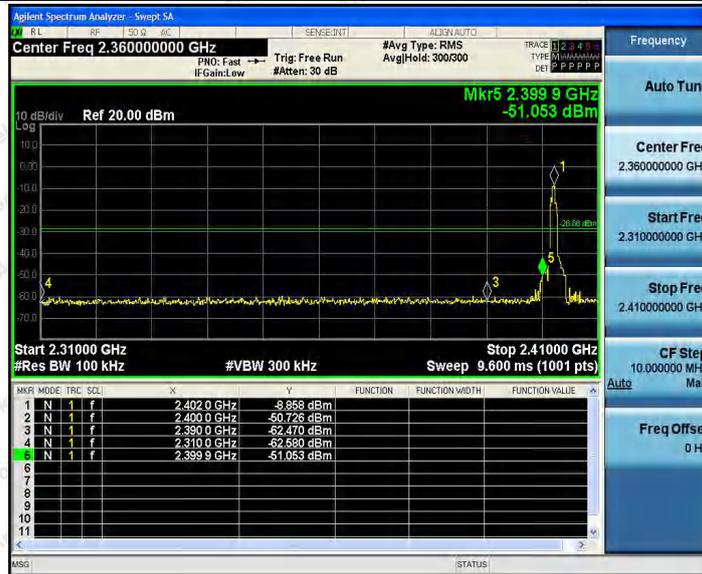 Agilent Spectrum Analyzer - Swept SA
RL RF 50 Ω AC SENSE:INT ALIGN AUTO
Center Freq 2.360000000 GHz
PNO: Fast
IFGain:Low
Trig: Free Run
#Atten: 30 dB
#Avg Type: RMS
Avg|Hold: 300/300
TRACE 1 2 3 4 5 6
TYPE M
DET P P P P P P
Mkr5 2.399 9 GHz
-51.053 dBm
10 dB/div Ref 20.00 dBm
Log
10.0
0.00
-10.0
-20.0
-30.0
-40.0
-50.0
-60.0
-70.0
1
5
3
4
Start 2.31000 GHz
Stop 2.41000 GHz
#Res BW 100 kHz #VBW 300 kHz Sweep 9.600 ms (1001 pts)
MKR MODE TRC SCL X Y FUNCTION FUNCTION WIDTH FUNCTION VALUE
1 N 1 f 2.402 0 GHz -8.858 dBm
2 N 1 f 2.400 0 GHz -50.726 dBm
3 N 1 f 2.390 0 GHz -62.470 dBm
4 N 1 f 2.310 0 GHz -62.580 dBm
5 N 1 f 2.399 9 GHz -51.053 dBm
6
7
8
9
10
11
MSG STATUS
Frequency
Auto Tun
Center Fre
2.360000000 GH
Start Fre
2.310000000 GH
Stop Fre
2.410000000 GH
CF Ste
10.000000 MH
Auto Ma
Freq Offse
0 H